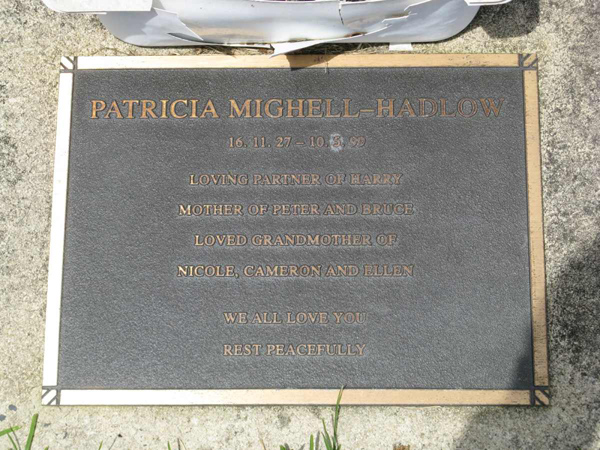 PATRICIA MIGHELL-HADLOW
16. 11. 27 - 10.
LOVING PARTNER OF HARRY
MOTHER OF PETER AND BRUCE
LOVED GRANDMOTHER OF
NICOLE, CAMERON AND ELLEN
WE ALL LOVE YOU
REST PEACEFULLY